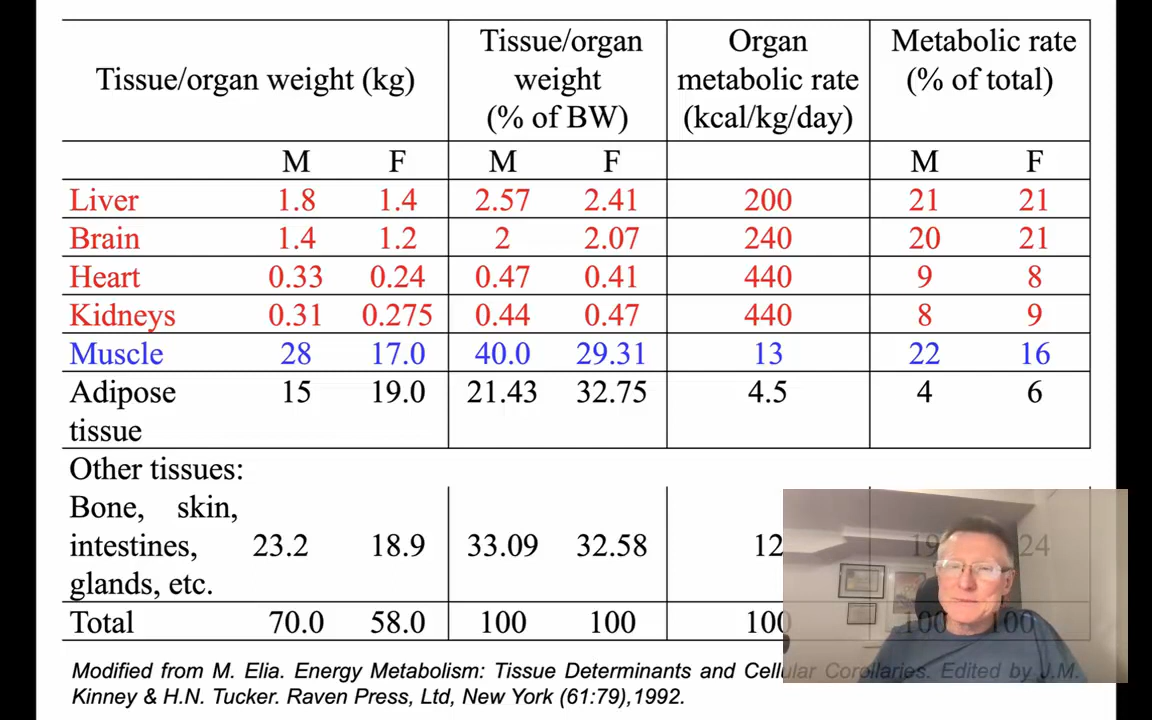 Tissue/organ weight (kg) Tissue/organ weight (% of BW) Organ metabolic rate (kcal/kg/day) Metabolic rate (% of total)
M F M F M F
Liver 1.8 1.4 2.57 2.41 200 21 21
Brain 1.4 1.2 2 2.07 240 20 21
Heart 0.33 0.24 0.47 0.41 440 9 8
Kidneys 0.31 0.275 0.44 0.47 440 8 9
Muscle 28 17.0 40.0 29.31 13 22 16
Adipose tissue 15 19.0 21.43 32.75 4.5 4 6
Other tissues:
Bone, skin,
intestines, 23.2 18.9 33.09 32.58 12 19 24
glands, etc.
Total 70.0 58.0 100 100 100 100 100
Modified from M. Elia. Energy Metabolism: Tissue Determinants and Cellular Corollaries. Edited by J.M.
Kinney & H.N. Tucker. Raven Press, Ltd, New York (61:79),1992.